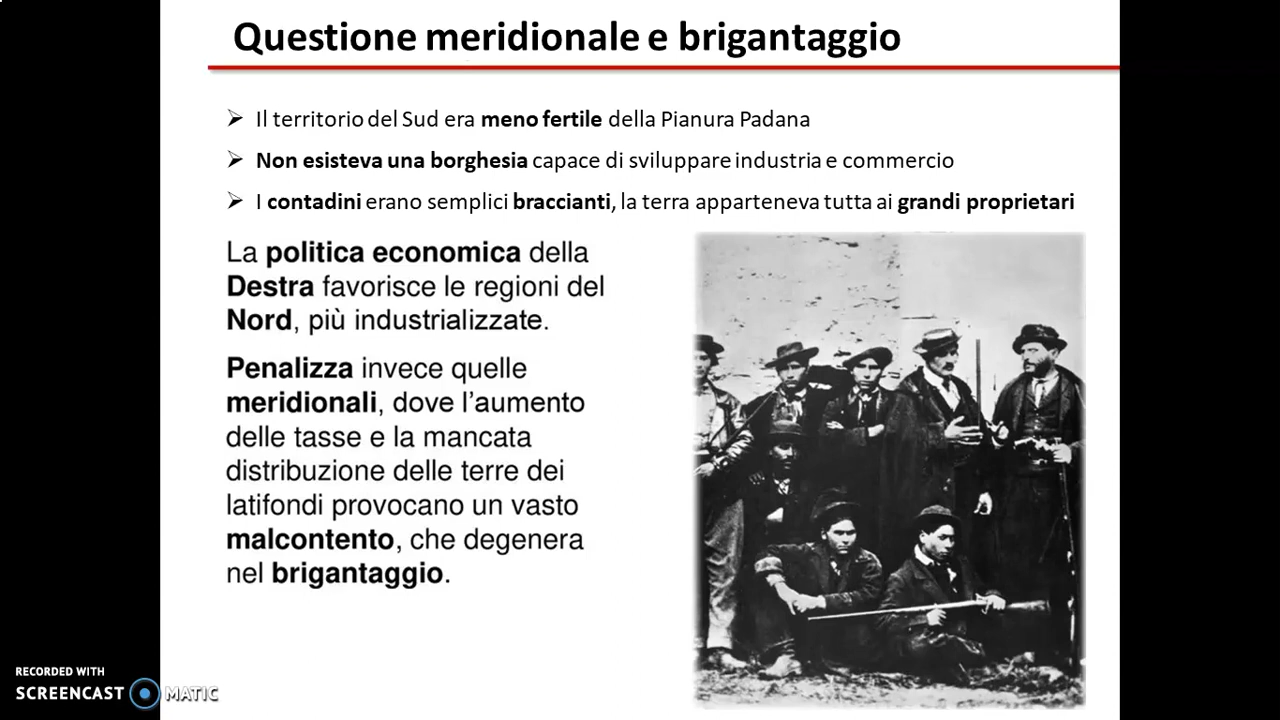 Questione meridionale e brigantaggio
Il territorio del Sud era meno fertile della Pianura Padana
Non esisteva una borghesia capace di sviluppare industria e commercio
I contadini erano semplici braccianti, la terra apparteneva tutta ai grandi proprietari
La politica economica della
Destra favorisce le regioni del
Nord, più industrializzate.
Penalizza invece quelle
meridionali, dove l'aumento
delle tasse e la mancata
distribuzione delle terre dei
latifondi provocano un vasto
malcontento, che degenera
nel brigantaggio.
RECORDED WITH
SCREENCAST MATIC